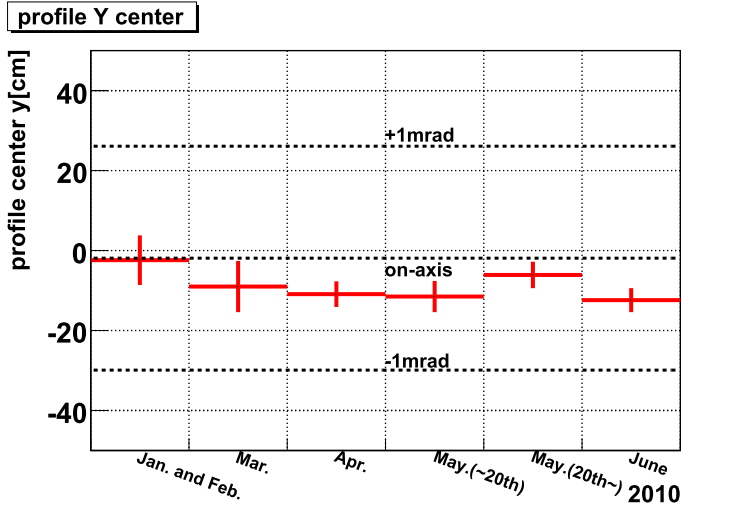 profile Y center
profile center y[cm]
40
20
0
-20
-40
+1mrad
on-axis
-1mrad
Jan. and Feb.
Mar.
Apr.
May.(~20th)
May.(20th~)
June
2010